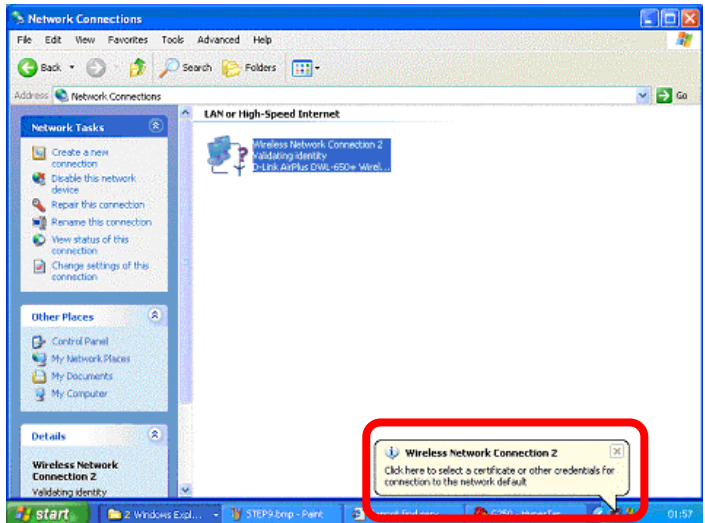 Network Connections
File Edit View Favorites Tools Advanced Help
Back Search Folders
Address Network Connections Go
Network Tasks
Create a new
connection
Disable this network
device
Repair this connection
Rename this connection
View status of this
connection
Change settings of this
connection
Other Places
Control Panel
My Network Places
My Documents
My Computer
Details
Wireless Network
Connection 2
Validating identity
LAN or High-Speed Internet
Wireless Network Connection 2
Validating identity
D-Link AirPlus DWL-650+ Wirel...
Wireless Network Connection 2
Click here to select a certificate or other credentials for
connection to the network default
start 2 Windows Expl... STEP9.bmp - Paint 01:57